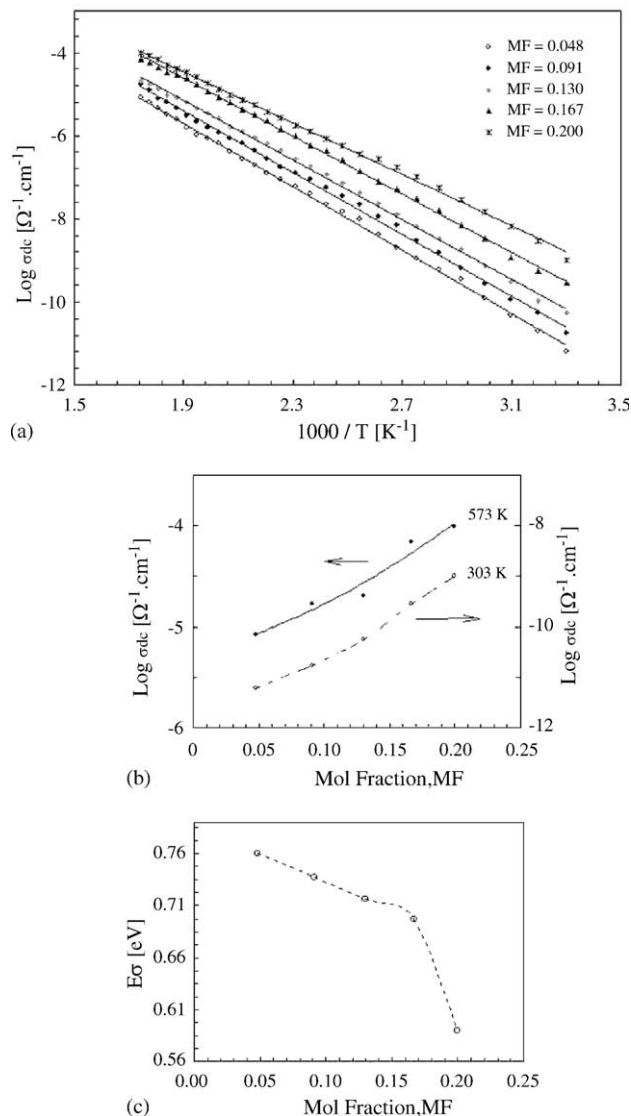 -4
-6
-8
-10
-12
Log σdc [Ω⁻¹.cm⁻¹]
MF = 0.048
MF = 0.091
MF = 0.130
MF = 0.167
MF = 0.200
1.5 1.9 2.3 2.7 3.1 3.5
(a) 1000 / T [K⁻¹]
-4
-5
-6
Log σdc [Ω⁻¹.cm⁻¹]
573 K
303 K
-8
-10
-12
Log σdc [Ω⁻¹.cm⁻¹]
0 0.05 0.10 0.15 0.20 0.25
(b) Mol Fraction,MF
0.76
0.71
0.66
0.61
0.56
Eσ [eV]
0.00 0.05 0.10 0.15 0.20 0.25
(c) Mol Fraction,MF